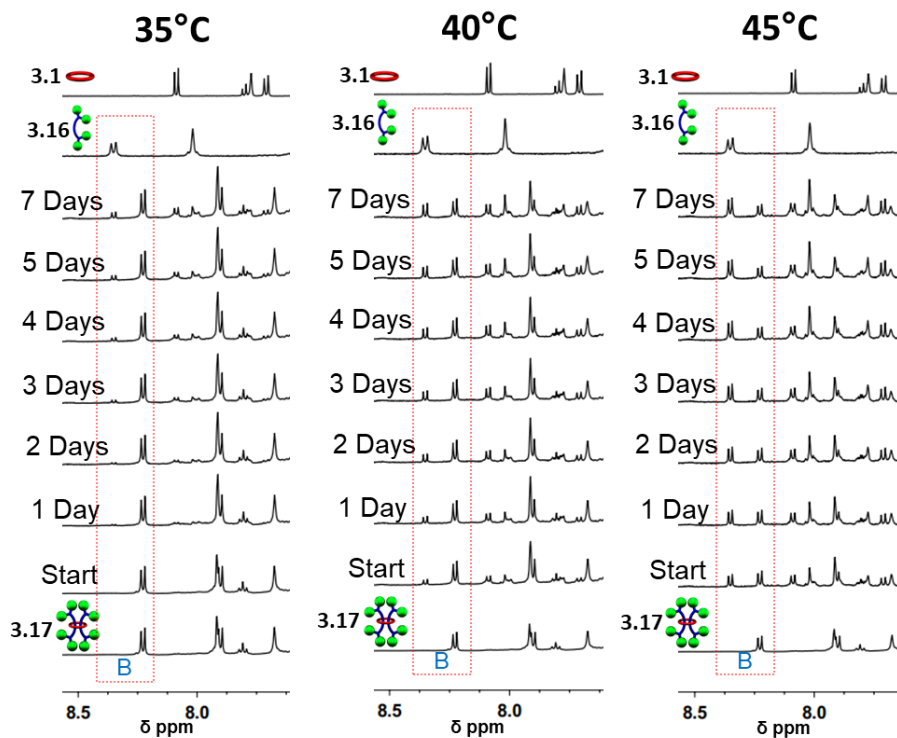 35°C
3.1
3.16
7 Days
5 Days
4 Days
3 Days
2 Days
1 Day
Start
3.17
B
8.5 8.0
δ ppm
40°C
3.1
3.16
7 Days
5 Days
4 Days
3 Days
2 Days
1 Day
Start
3.17
B
8.5 8.0
δ ppm
45°C
3.1
3.16
7 Days
5 Days
4 Days
3 Days
2 Days
1 Day
Start
3.17
B
8.5 8.0
δ ppm